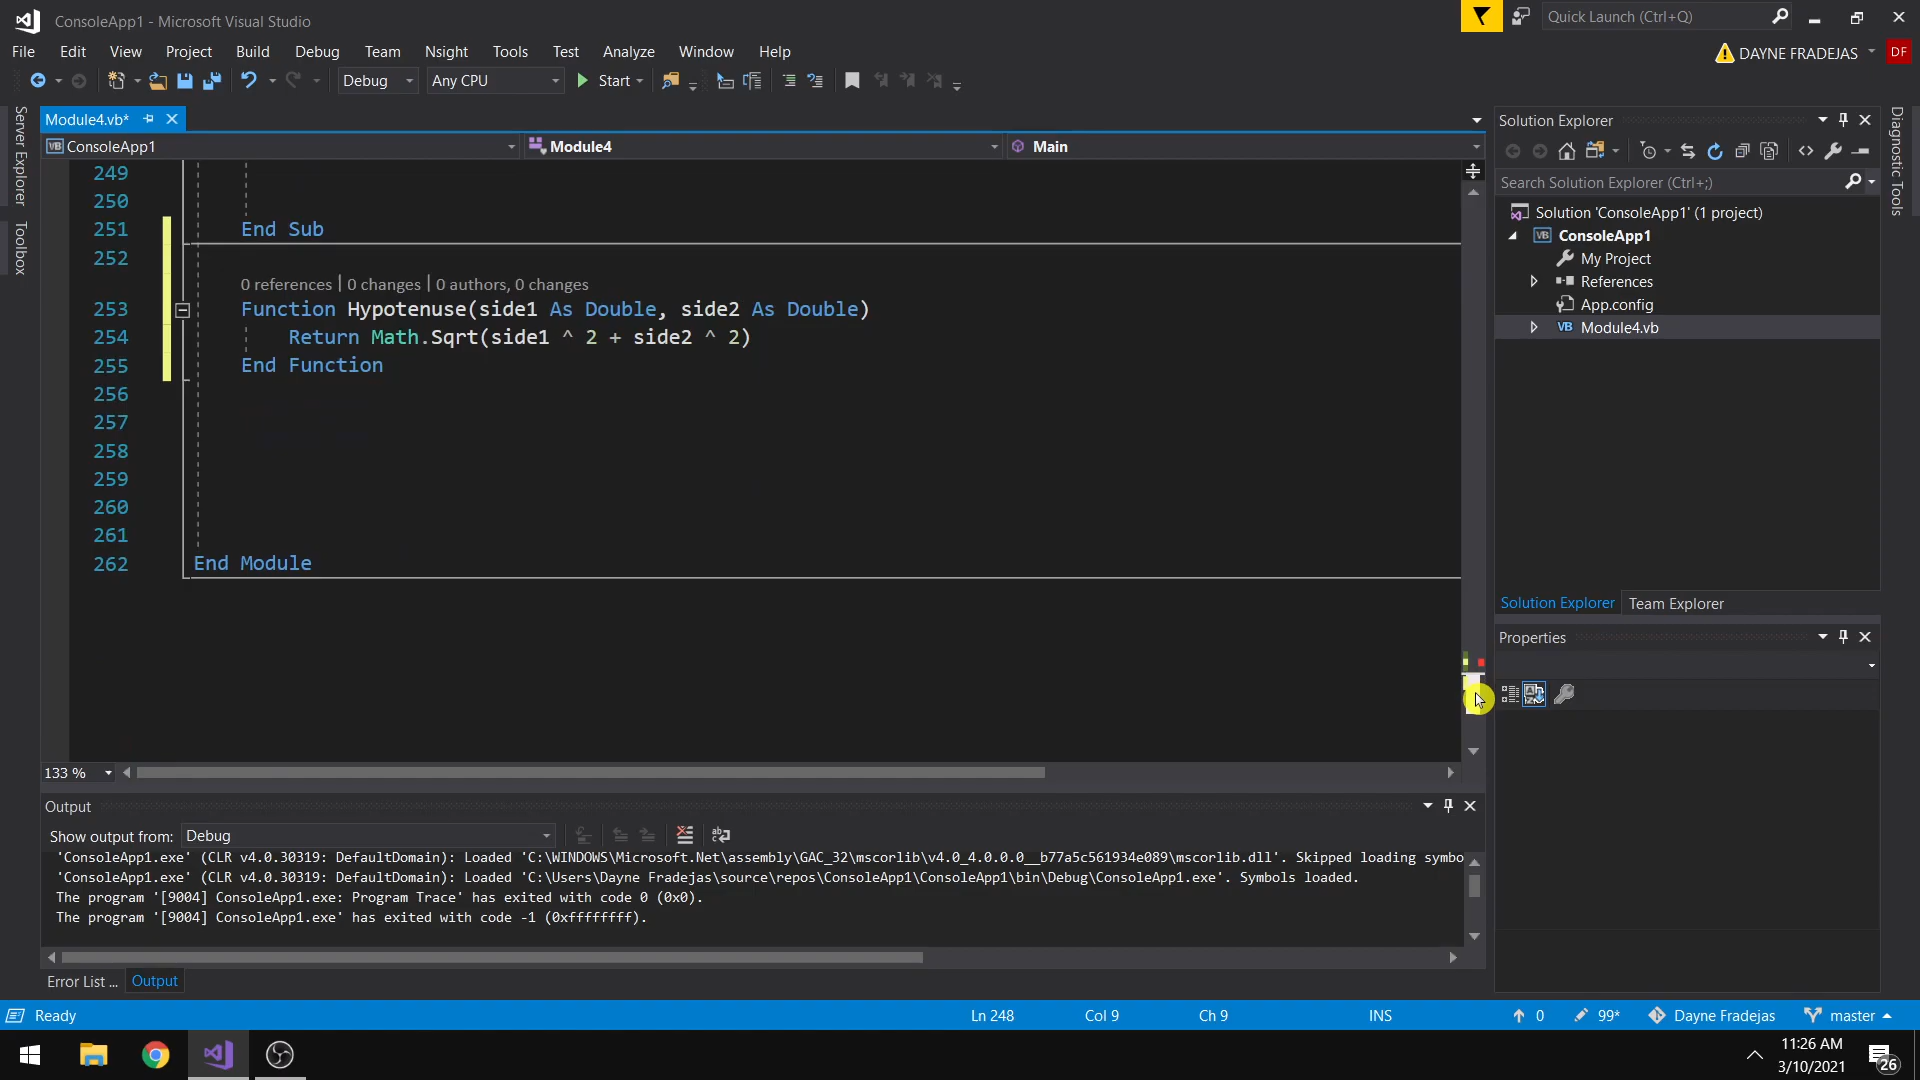 ConsoleApp1 - Microsoft Visual Studio
Quick Launch (Ctrl+Q)
File Edit View Project Build Debug Team Nsight Tools Test Analyze Window Help
DAYNE FRADEJAS DF
Debug Any CPU Start
Server Explorer
Toolbox
Module4.vb*
ConsoleApp1 Module4 Main
249
250
251 End Sub
252
0 references | 0 changes | 0 authors, 0 changes
253 Function Hypotenuse(side1 As Double, side2 As Double)
254 Return Math.Sqrt(side1 ^ 2 + side2 ^ 2)
255 End Function
256
257
258
259
260
261
262 End Module
133 %
Output
Show output from: Debug
'ConsoleApp1.exe' (CLR v4.0.30319: DefaultDomain): Loaded 'C:\WINDOWS\Microsoft.Net\assembly\GAC_32\mscorlib\v4.0_4.0.0.0__b77a5c561934e089\mscorlib.dll'. Skipped loading symbo
'ConsoleApp1.exe' (CLR v4.0.30319: DefaultDomain): Loaded 'C:\Users\Dayne Fradejas\source\repos\ConsoleApp1\ConsoleApp1\bin\Debug\ConsoleApp1.exe'. Symbols loaded.
The program '[9004] ConsoleApp1.exe: Program Trace' has exited with code 0 (0x0).
The program '[9004] ConsoleApp1.exe' has exited with code -1 (0xffffffff).
Error List ... Output
Solution Explorer
Search Solution Explorer (Ctrl+;)
Solution 'ConsoleApp1' (1 project)
VB ConsoleApp1
My Project
References
App.config
VB Module4.vb
Solution Explorer Team Explorer
Properties
Diagnostic Tools
Ready Ln 248 Col 9 Ch 9 INS 0 99* Dayne Fradejas master
11:26 AM
3/10/2021
26